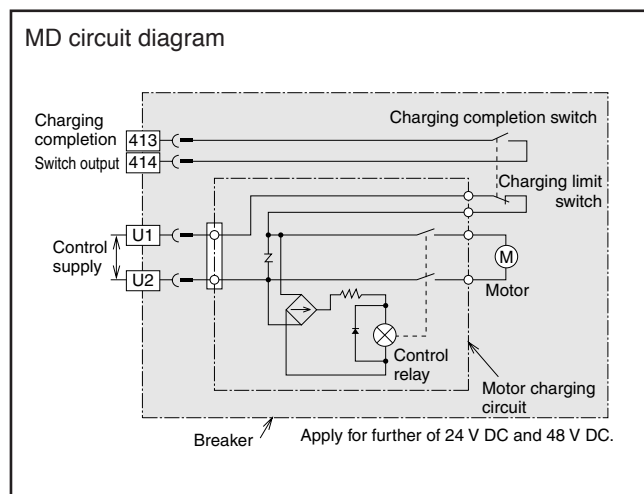 MD circuit diagram
Charging
completion
Switch output
413
414
Charging completion switch
Charging limit
switch
U1
Control
supply
U2
M
Motor
Control
relay
Motor charging
circuit
Breaker
Apply for further of 24 V DC and 48 V DC.